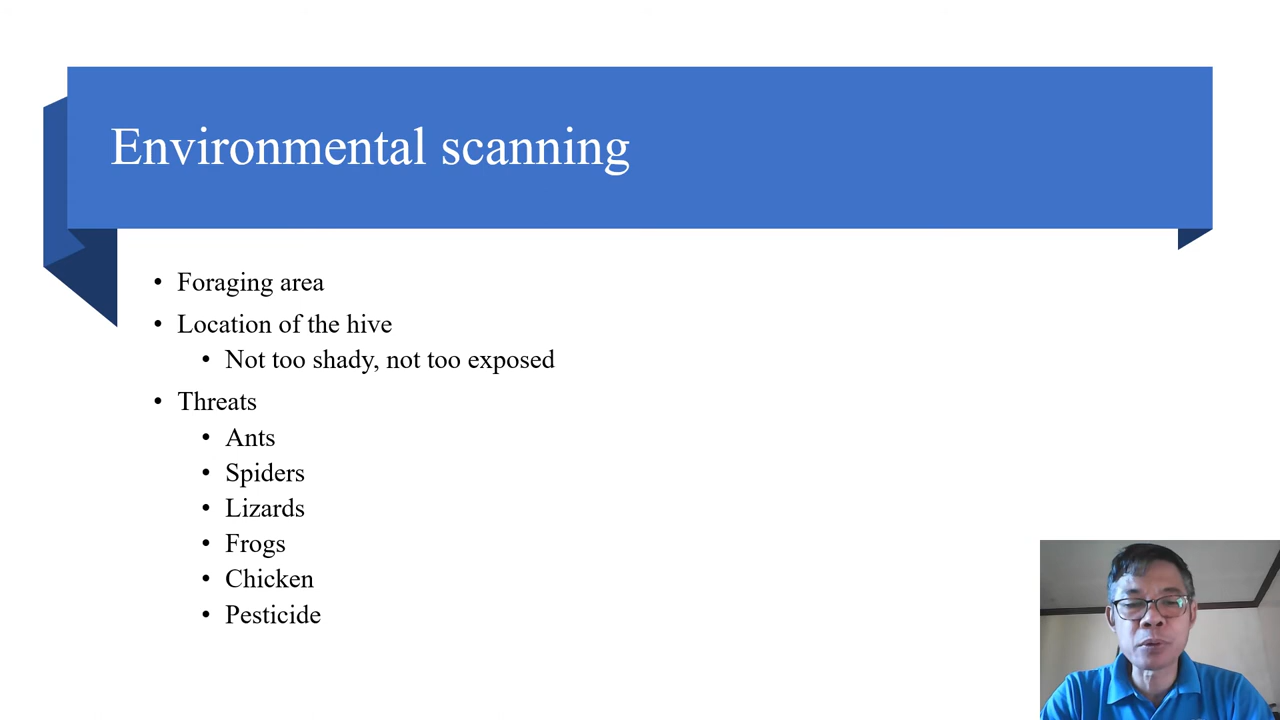 Environmental scanning
• Foraging area
• Location of the hive
• Not too shady, not too exposed
• Threats
• Ants
• Spiders
• Lizards
• Frogs
• Chicken
• Pesticide